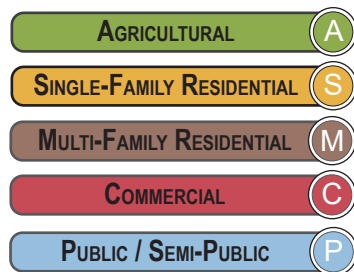 Agricultural A
Single-Family Residential S
Multi-Family Residential M
Commercial C
Public / Semi-Public P